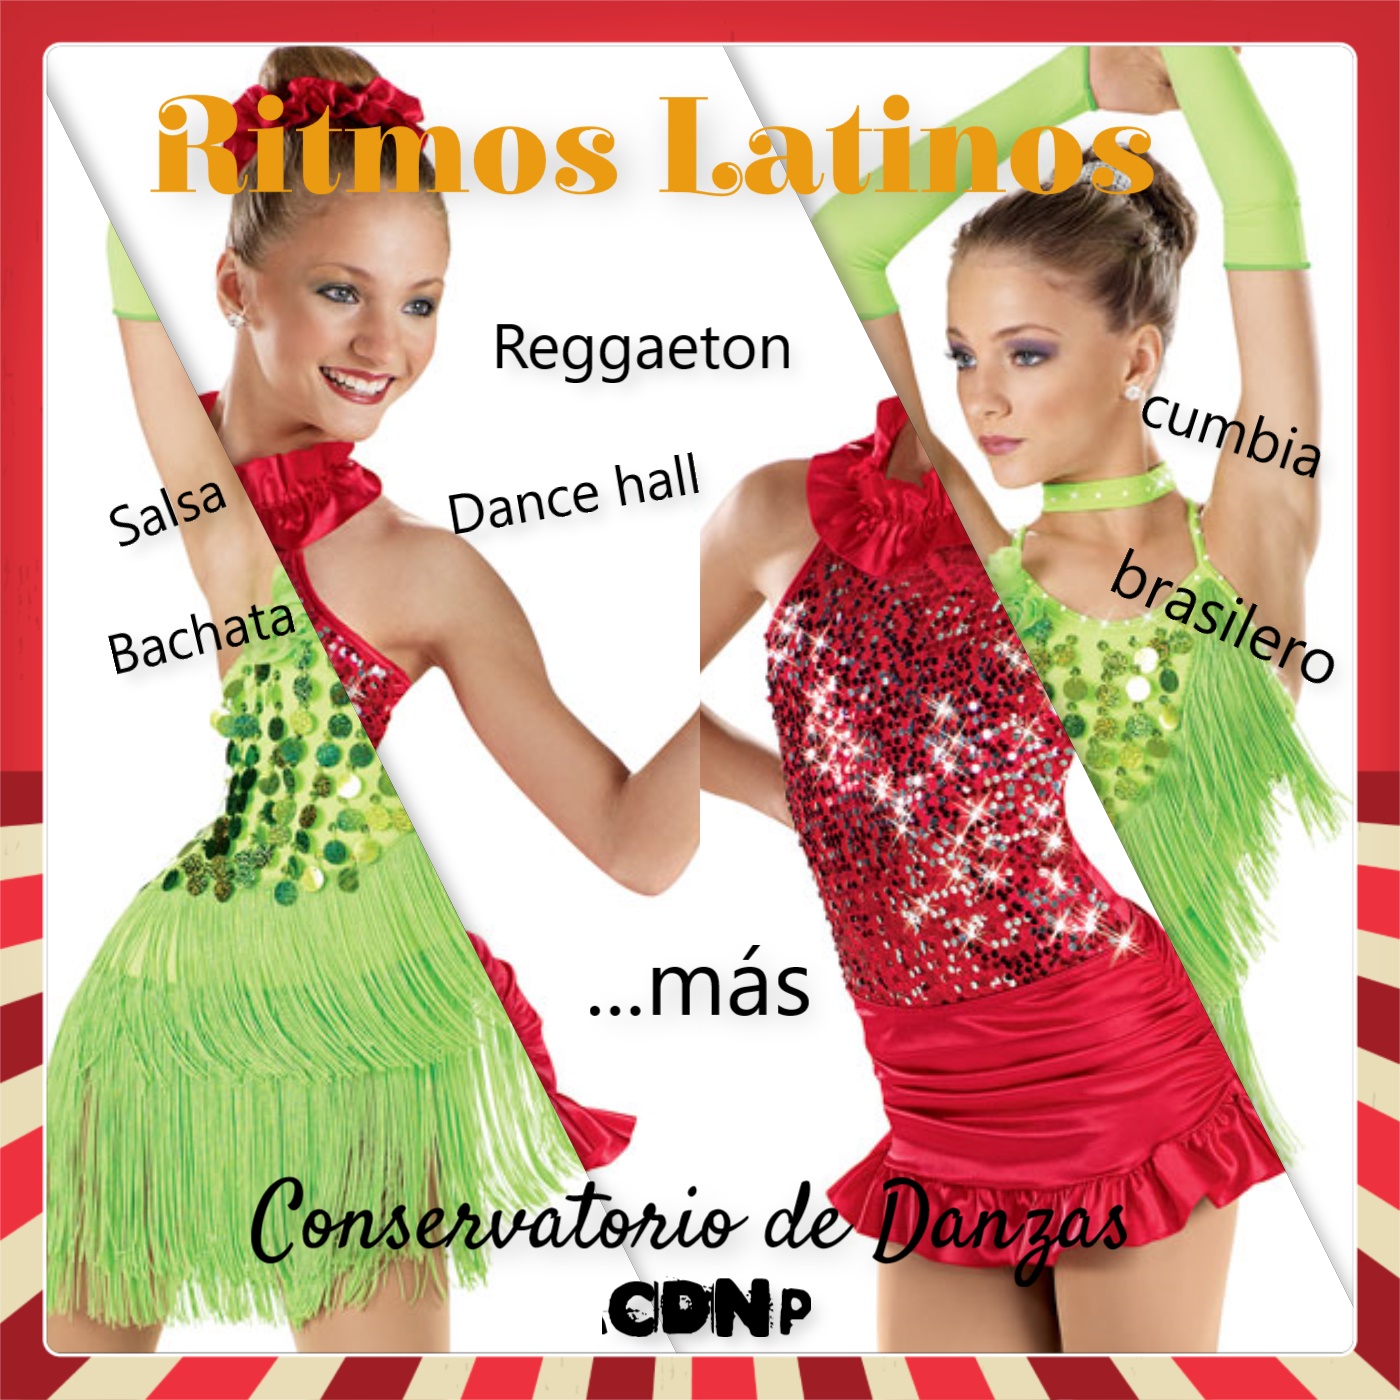 Ritmos Latinos
Reggaeton
cumbia
Salsa
Dance hall
brasilero
Bachata
...más
Conservatorio de Danzas
CDNP